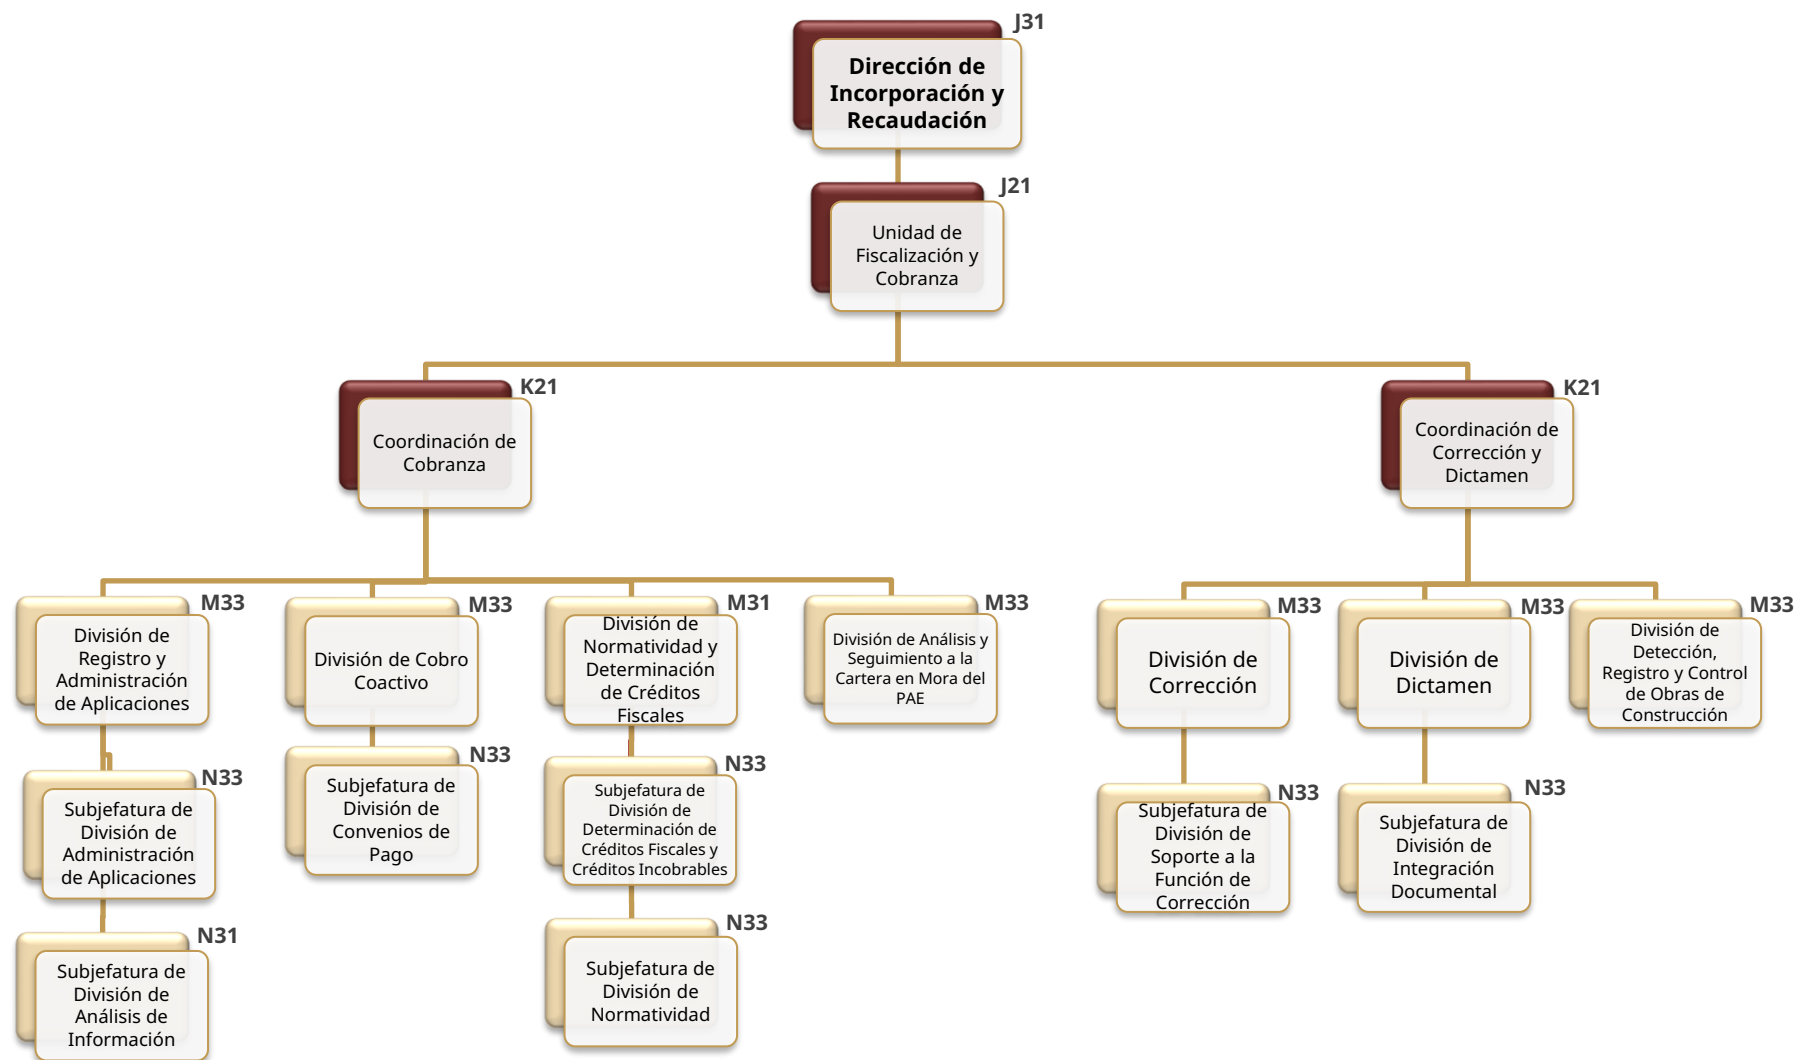 J31
Dirección de
Incorporación y
Recaudación
J21
Unidad de
Fiscalización y
Cobranza
K21
Coordinación de
Cobranza
K21
Coordinación de
Corrección y
Dictamen
M33
División de
Registro y
Administración
de Aplicaciones
M33
División de Cobro
Coactivo
M31
División de
Normatividad y
Determinación
de Créditos
Fiscales
M33
División de Análisis y
Seguimiento a la
Cartera en Mora del
PAE
M33
División de
Corrección
M33
División de
Dictamen
M33
División de
Detección,
Registro y Control
de Obras de
Construcción
N33
Subjefatura de
División de
Administración
de Aplicaciones
N33
Subjefatura de
División de
Convenios de
Pago
N33
Subjefatura de
División de
Determinación de
Créditos Fiscales y
Créditos Incobrables
N33
Subjefatura de
División de
Soporte a la
Función de
Corrección
N33
Subjefatura de
División de
Integración
Documental
N31
Subjefatura de
División de
Análisis de
Información
N33
Subjefatura de
División de
Normatividad